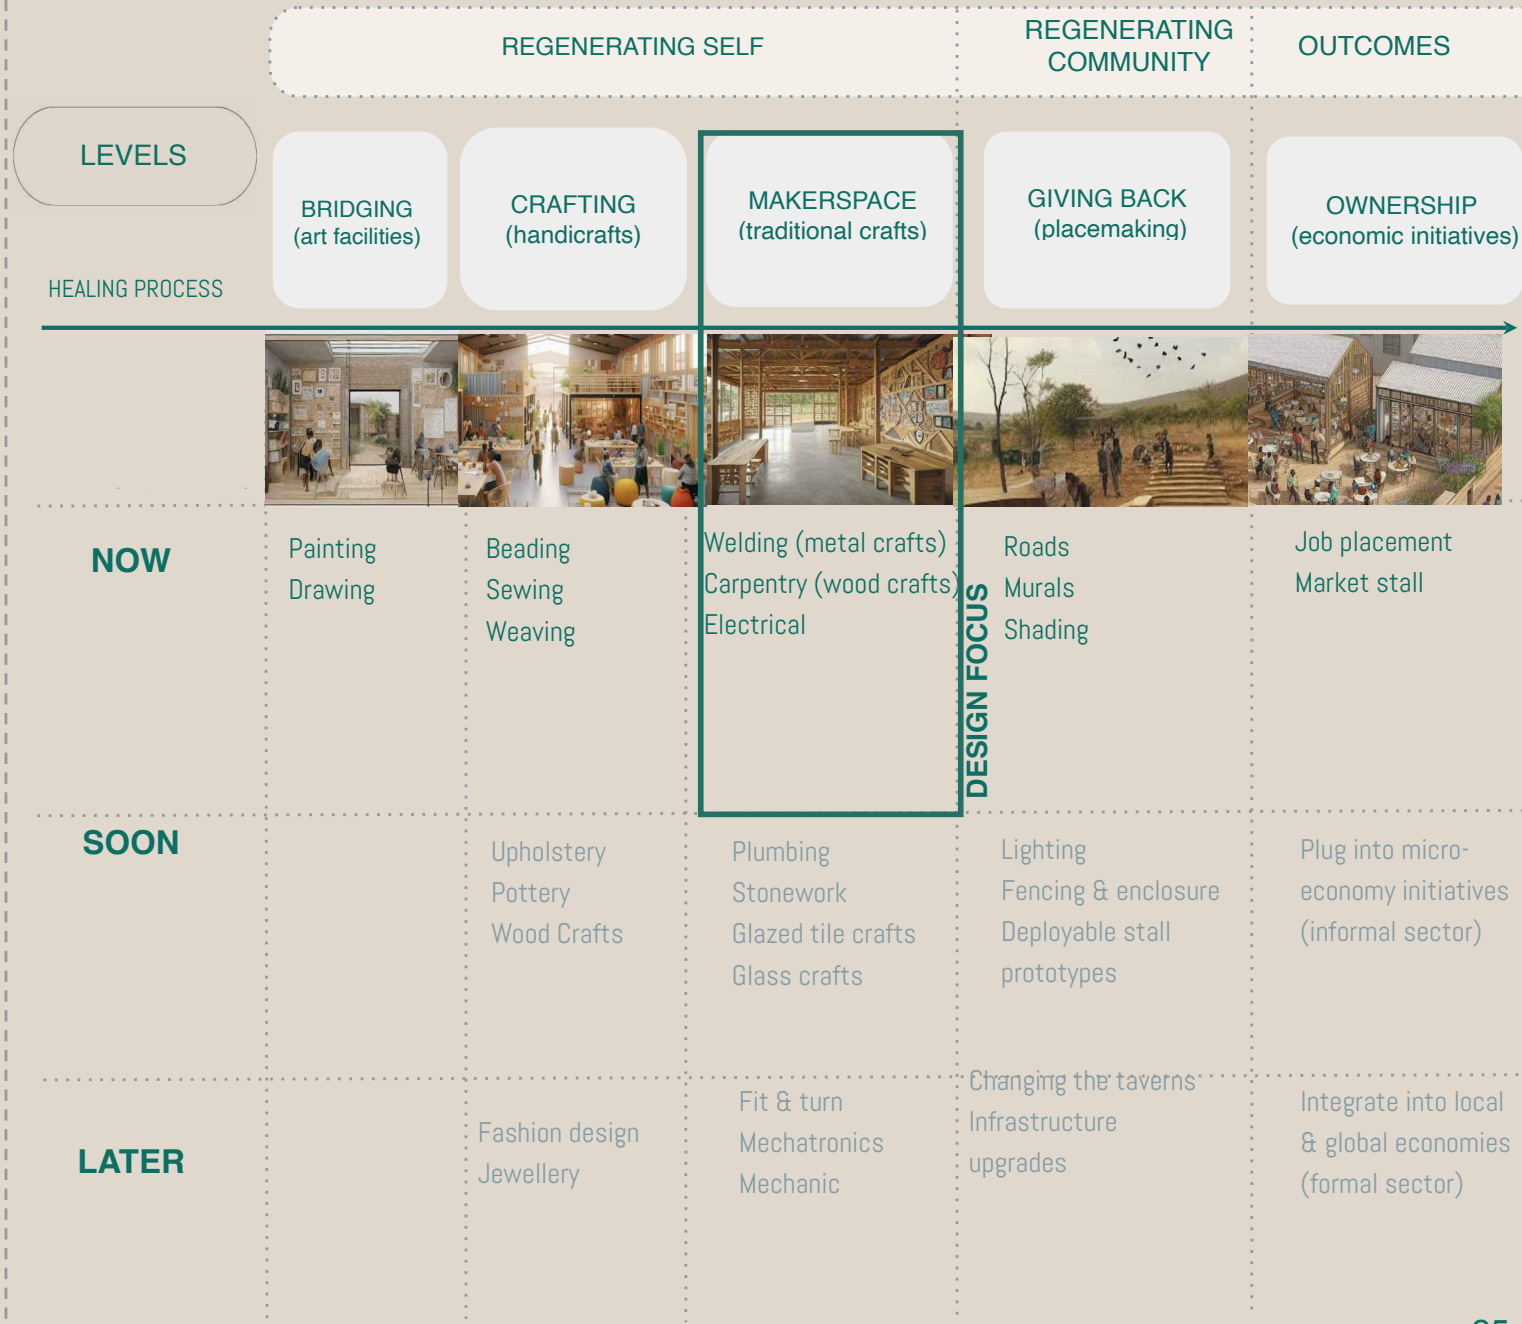 REGENERATING SELF
REGENERATING
COMMUNITY
OUTCOMES
LEVELS
BRIDGING
(art facilities)
CRAFTING
(handicrafts)
MAKERSPACE
(traditional crafts)
GIVING BACK
(placemaking)
OWNERSHIP
(economic initiatives)
HEALING PROCESS
NOW
Painting
Drawing
Beading
Sewing
Weaving
Welding (metal crafts)
Carpentry (wood crafts)
Electrical
DESIGN FOCUS
Roads
Murals
Shading
Job placement
Market stall
SOON
Upholstery
Pottery
Wood Crafts
Plumbing
Stonework
Glazed tile crafts
Glass crafts
Lighting
Fencing & enclosure
Deployable stall
prototypes
Plug into micro-
economy initiatives
(informal sector)
LATER
Fashion design
Jewellery
Fit & turn
Mechatronics
Mechanic
Changing the taverns
Infrastructure
upgrades
Integrate into local
& global economies
(formal sector)